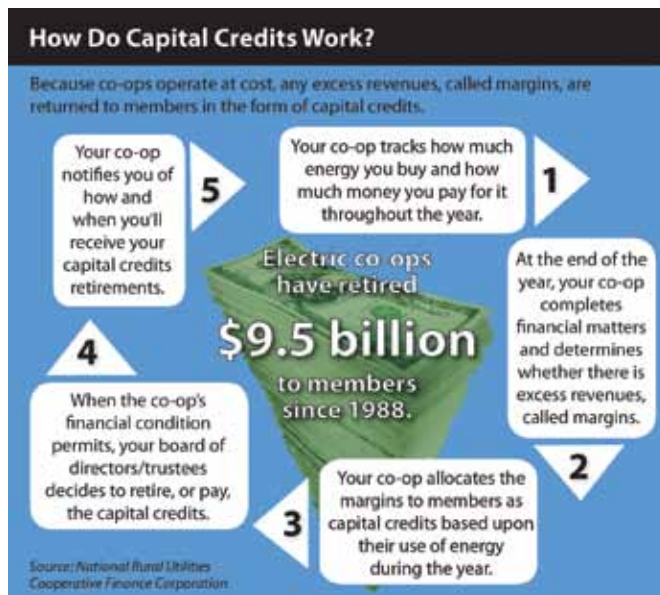 How Do Capital Credits Work?
Because co-ops operate at cost, any excess revenues, called margins, are
returned to members in the form of capital credits.
Your co-op tracks how much
energy you buy and how
much money you pay for it
throughout the year.
1
At the end of the
year, your co-op
completes
financial matters
and determines
whether there is
excess revenues,
called margins.
2
Your co-op allocates the
margins to members as
capital credits based upon
their use of energy
during the year.
3
When the co-op's
financial condition
permits, your board of
directors/trustees
decides to retire, or pay,
the capital credits.
4
Your co-op
notifies you of
how and
when you'll
receive your
capital credits
retirements.
5
Electric co-ops
have retired
$9.5 billion
to members
since 1988.
Source: National Rural Utilities
Cooperative Finance Corporation